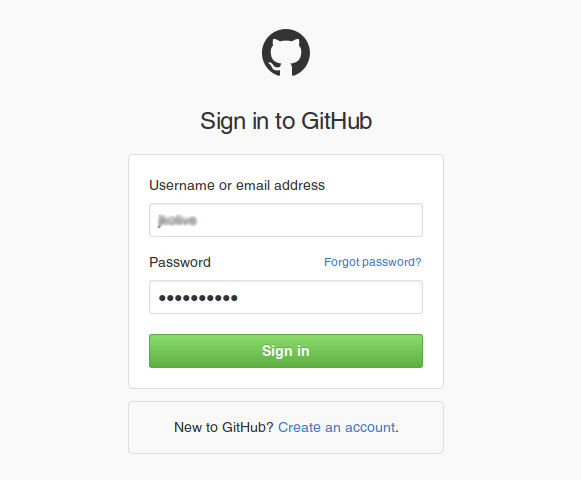 Sign in to GitHub
Username or email address
Password Forgot password?
Sign in
New to GitHub? Create an account.